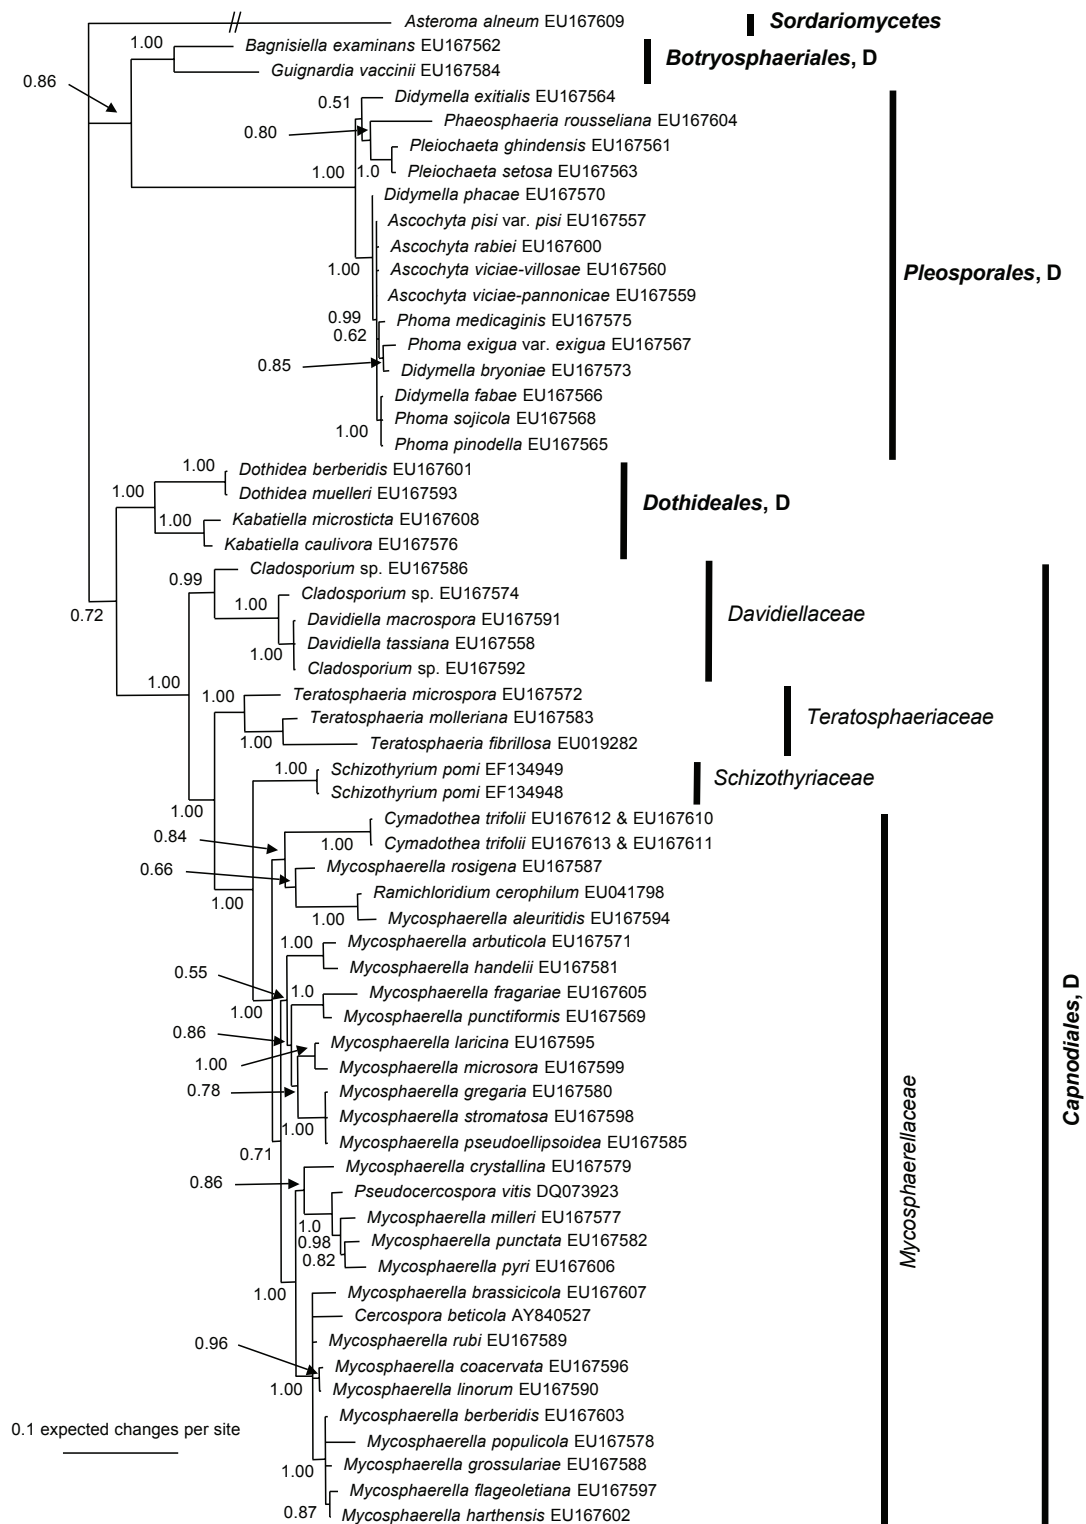 Asteroma alneum EU167609
Sordariomycetes
1.00
Bagnisiella examinans EU167562
Botryosphaeriales, D
Guignardia vaccinii EU167584
0.86
0.51
Didymella exitialis EU167564
0.80
Phaeosphaeria rousseliana EU167604
Pleiochaeta ghindensis EU167561
1.00
1.0
Pleiochaeta setosa EU167563
Didymella phacae EU167570
Ascochyta pisi var. pisi EU167557
Ascochyta rabiei EU167600
1.00
Ascochyta viciae-villosae EU167560
Pleosporales, D
Ascochyta viciae-pannonicae EU167559
0.99
Phoma medicaginis EU167575
0.62
Phoma exigua var. exigua EU167567
0.85
Didymella bryoniae EU167573
Didymella fabae EU167566
Phoma sojicola EU167568
1.00
Phoma pinodella EU167565
1.00
Dothidea berberidis EU167601
1.00
Dothidea muelleri EU167593
Dothideales, D
1.00
Kabatiella microsticta EU167608
Kabatiella caulivora EU167576
0.99
Cladosporium sp. EU167586
Cladosporium sp. EU167574
1.00
0.72
Davidiella macrospora EU167591
Davidiellaceae
Davidiella tassiana EU167558
1.00
Cladosporium sp. EU167592
1.00
1.00
Teratosphaeria microspora EU167572
Teratosphaeria molleriana EU167583
Teratosphaeriaceae
1.00
Teratosphaeria fibrillosa EU019282
1.00
Schizothyrium pomi EF134949
Schizothyriaceae
Schizothyrium pomi EF134948
1.00
Cymadothea trifolii EU167612 & EU167610
0.84
1.00
Cymadothea trifolii EU167613 & EU167611
0.66
Mycosphaerella rosigena EU167587
Ramichloridium cerophilum EU041798
1.00
1.00
Mycosphaerella aleuritidis EU167594
1.00
Mycosphaerella arbuticola EU167571
0.55
Mycosphaerella handelii EU167581
1.0
Mycosphaerella fragariae EU167605
1.00
Mycosphaerella punctiformis EU167569
0.86
Mycosphaerella laricina EU167595
1.00
Mycosphaerella microsora EU167599
0.78
Mycosphaerella gregaria EU167580
1.00
Mycosphaerella stromatosa EU167598
Mycosphaerella pseudoellipsoidea EU167585
0.71
Mycosphaerella crystallina EU167579
0.86
Pseudocercospora vitis DQ073923
Mycosphaerella milleri EU167577
1.0
0.98
Mycosphaerella punctata EU167582
0.82
Mycosphaerella pyri EU167606
1.00
Mycosphaerella brassicicola EU167607
Cercospora beticola AY840527
0.96
Mycosphaerella rubi EU167589
Mycosphaerella coacervata EU167596
1.00
Mycosphaerella linorum EU167590
Mycosphaerella berberidis EU167603
0.1 expected changes per site
Mycosphaerella populicola EU167578
1.00
Mycosphaerella grossulariae EU167588
Mycosphaerella flageoletiana EU167597
0.87
Mycosphaerella harthensis EU167602
Mycosphaerellaceae
Capnodiales, D